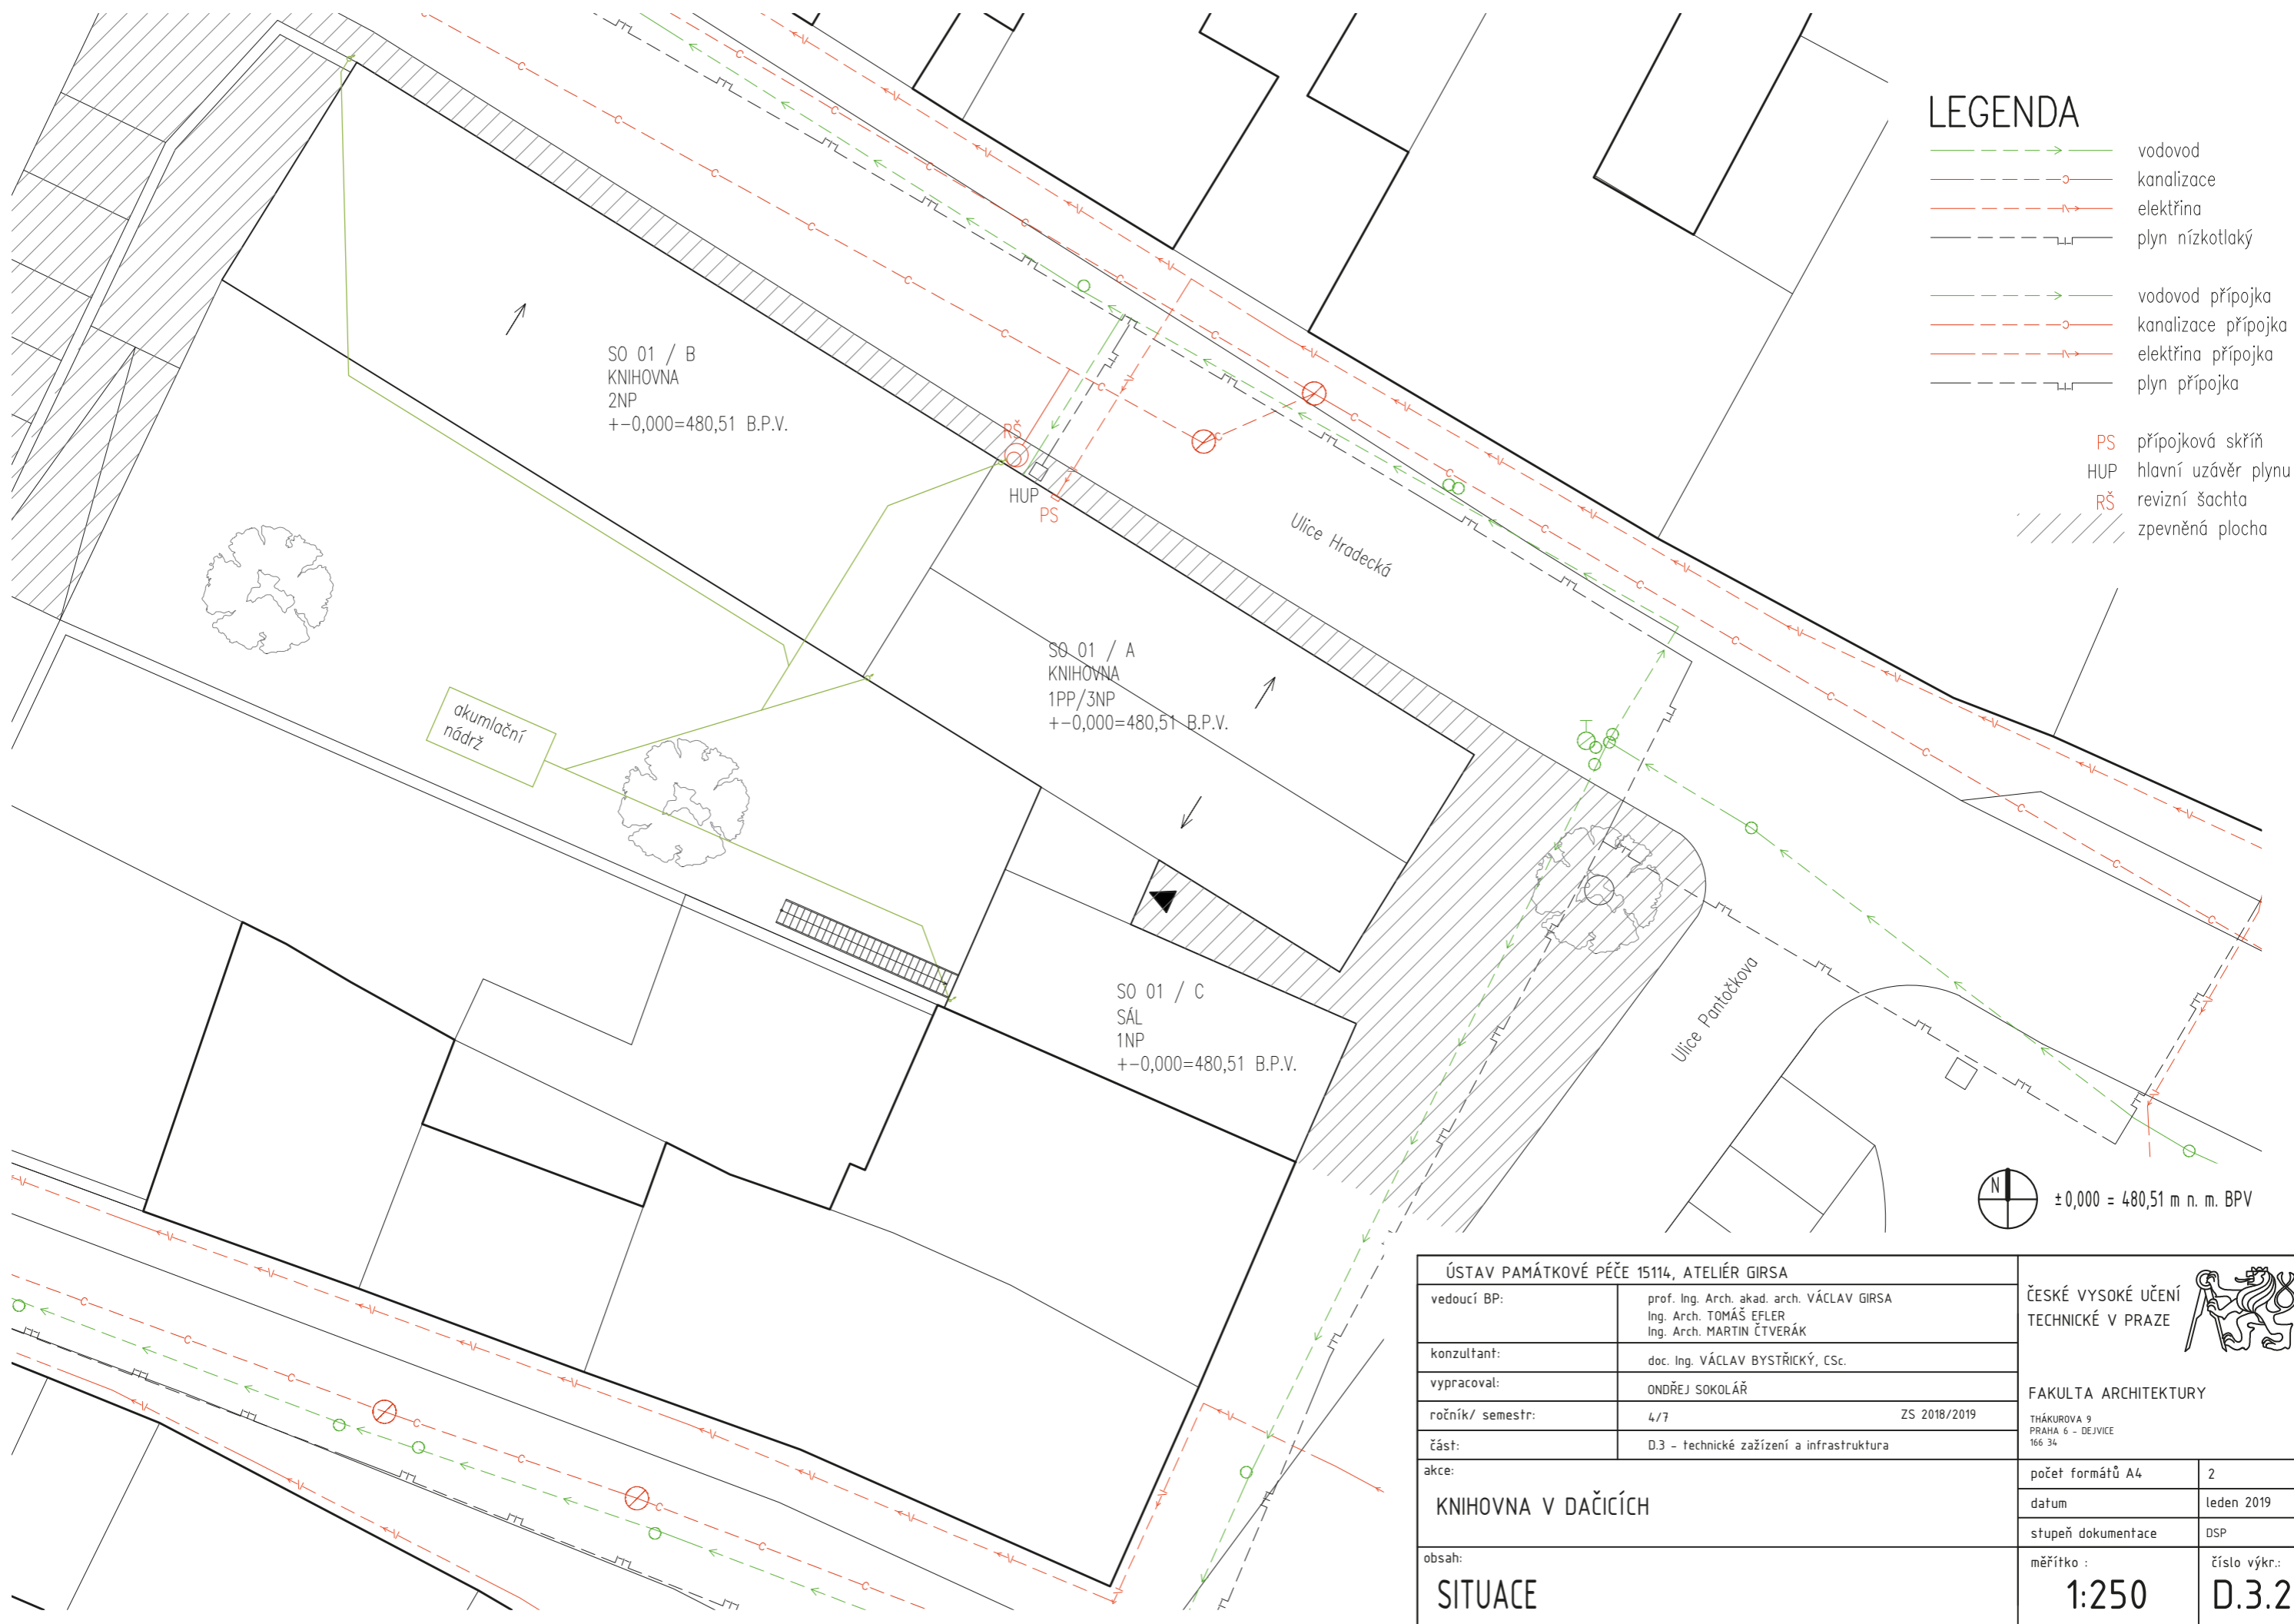 LEGENDA
vodovod
kanalizace
elektřina
plyn nízkotlaký
vodovod přípojka
kanalizace přípojka
elektřina přípojka
plyn přípojka
PS přípojková skříň
HUP hlavní uzávěr plynu
RŠ revizní šachta
zpevněná plocha
SO 01 / B
KNIHOVNA
2NP
+-0,000=480,51 B.P.V.
RŠ
HUP
PS
Ulice Hradecká
SO 01 / A
KNIHOVNA
1PP/3NP
+-0,000=480,51 B.P.V.
akumlační
nádrž
SO 01 / C
SÁL
1NP
+-0,000=480,51 B.P.V.
Ulice Pantočkova
N
±0,000 = 480,51 m n. m. BPV
ÚSTAV PAMÁTKOVÉ PÉČE 15114, ATELIÉR GIRSA
vedoucí BP: prof. Ing. Arch. akad. arch. VÁCLAV GIRSA
Ing. Arch. TOMÁŠ EFLER
Ing. Arch. MARTIN ČTVERÁK
konzultant: doc. Ing. VÁCLAV BYSTŘICKÝ, CSc.
vypracoval: ONDŘEJ SOKOLÁŘ
ročník/ semestr: 4/7 ZS 2018/2019
část: D.3 - technické zažízení a infrastruktura
akce:
KNIHOVNA V DAČICÍCH
obsah:
SITUACE
ČESKÉ VYSOKÉ UČENÍ
TECHNICKÉ V PRAZE
FAKULTA ARCHITEKTURY
THÁKUROVA 9
PRAHA 6 - DEJVICE
166 34
počet formátů A4 2
datum leden 2019
stupeň dokumentace DSP
měřítko : číslo výkr.:
1:250 D.3.2